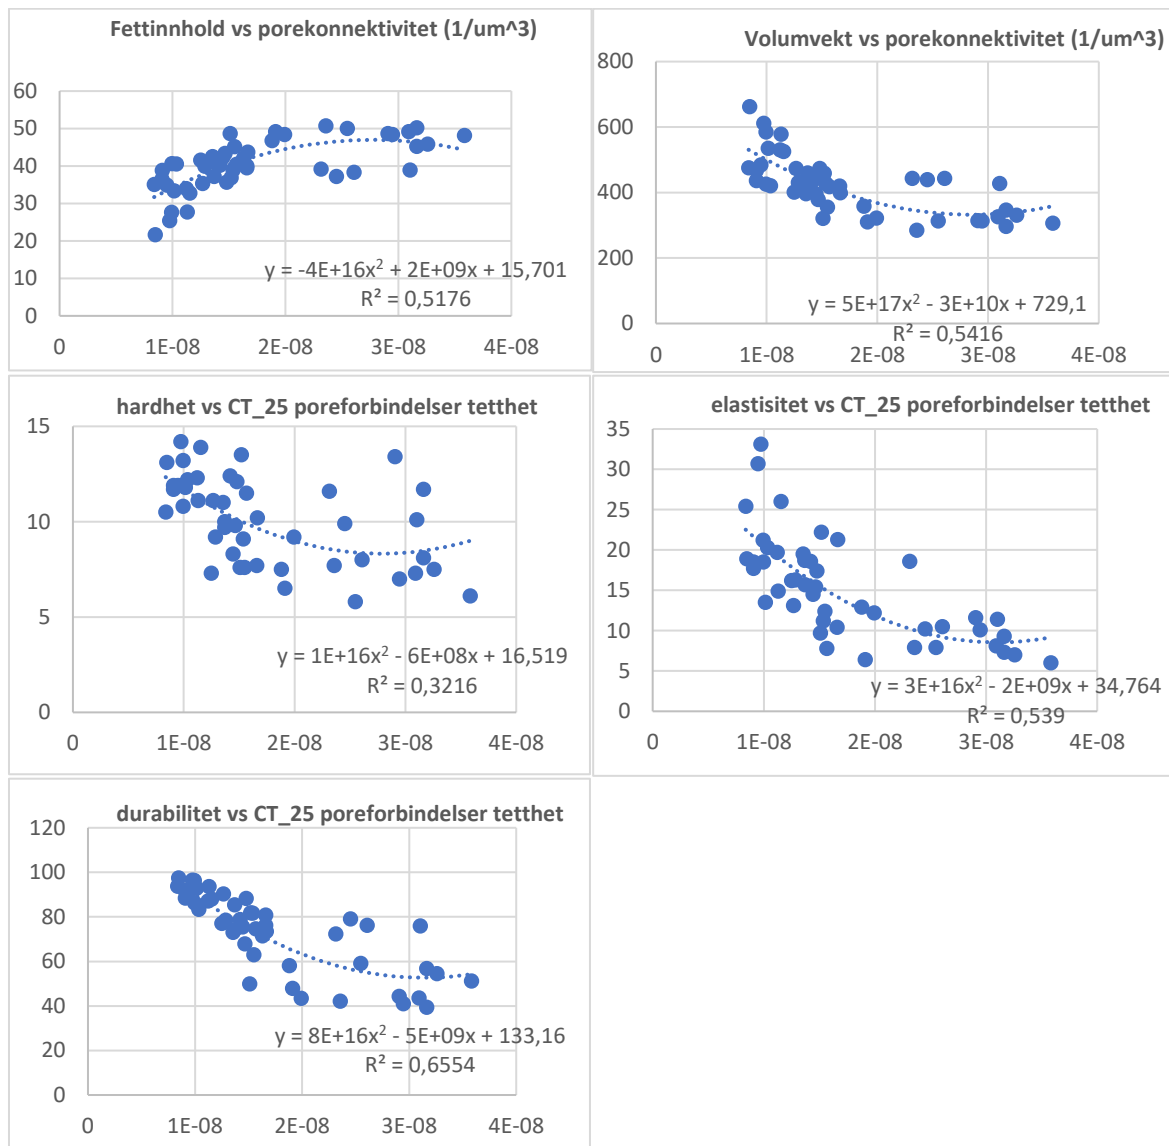 Fettinnhold vs porekonnektivitet (1/um^3)
60
50
40
30
20
10
0
0 1E-08 2E-08 3E-08 4E-08
y = -4E+16x² + 2E+09x + 15,701
R² = 0,5176
Volumvekt vs porekonnektivitet (1/um^3)
800
600
400
200
0
0 1E-08 2E-08 3E-08 4E-08
y = 5E+17x² - 3E+10x + 729,1
R² = 0,5416
hardhet vs CT_25 poreforbindelser tetthet
15
10
5
0
0 1E-08 2E-08 3E-08 4E-08
y = 1E+16x² - 6E+08x + 16,519
R² = 0,3216
elastisitet vs CT_25 poreforbindelser tetthet
35
30
25
20
15
10
5
0
0 1E-08 2E-08 3E-08 4E-08
y = 3E+16x² - 2E+09x + 34,764
R² = 0,539
durabilitet vs CT_25 poreforbindelser tetthet
120
100
80
60
40
20
0
0 1E-08 2E-08 3E-08 4E-08
y = 8E+16x² - 5E+09x + 133,16
R² = 0,6554